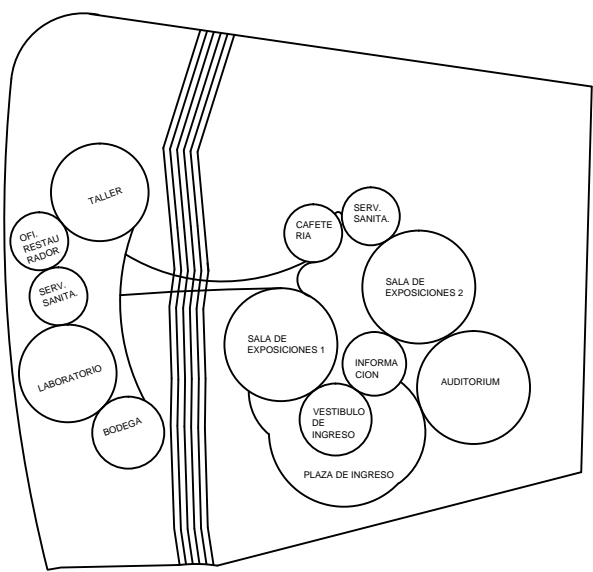 TALLER
OFI.
RESTAU
RADOR
SERV.
SANITA.
LABORATORIO
BODEGA
SERV.
SANITA.
CAFETE
RIA
SALA DE
EXPOSICIONES 2
SALA DE
EXPOSICIONES 1
INFORMA
CION
AUDITORIUM
VESTIBULO
DE
INGRESO
PLAZA DE INGRESO